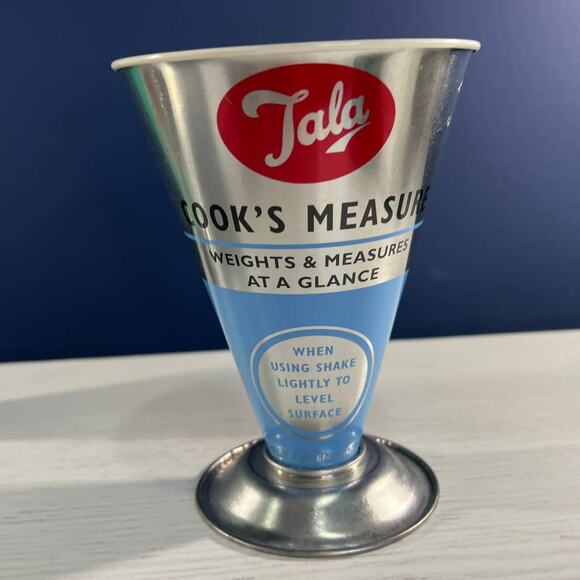 Tala
COOK'S MEASURE
WEIGHTS & MEASURES
AT A GLANCE
WHEN
USING SHAKE
LIGHTLY TO
LEVEL
SURFACE